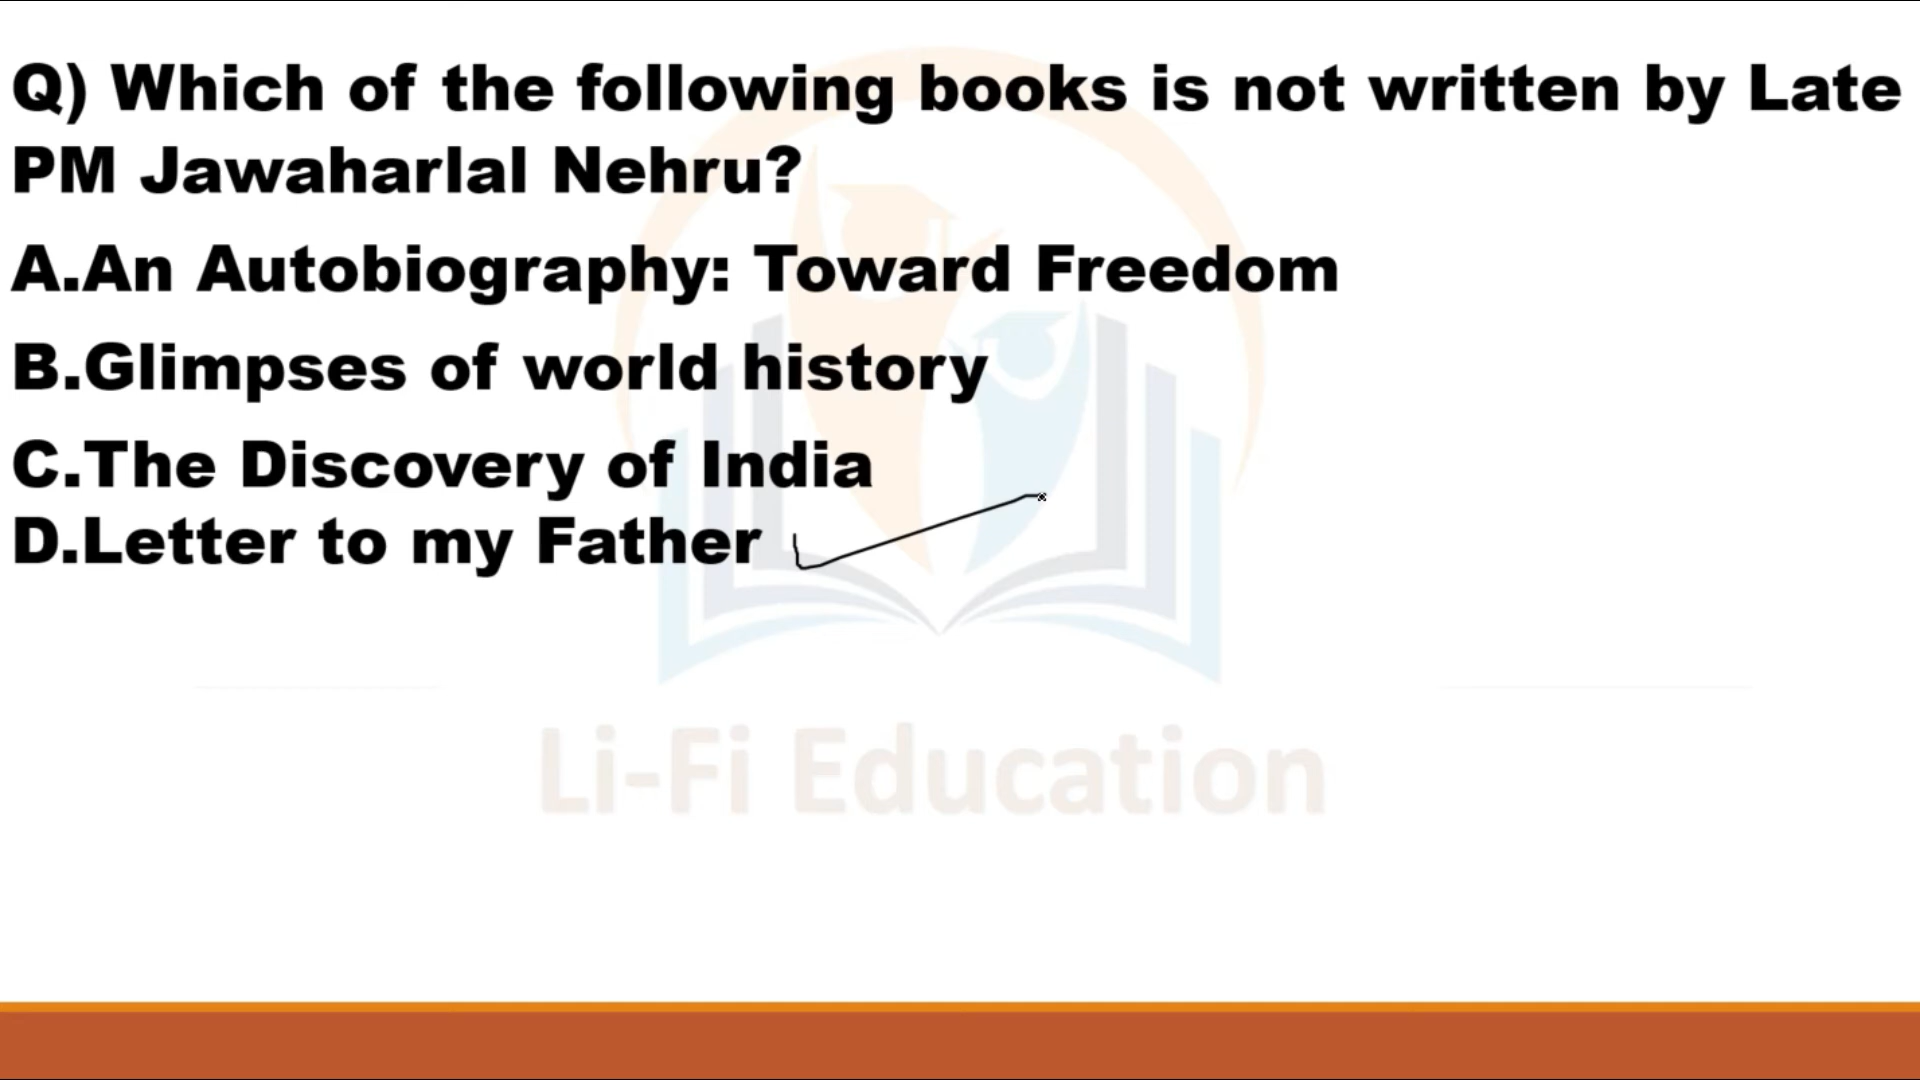 Q) Which of the following books is not written by Late
PM Jawaharlal Nehru?
A.An Autobiography: Toward Freedom
B.Glimpses of world history
C.The Discovery of India
D.Letter to my Father
Li-Fi Education